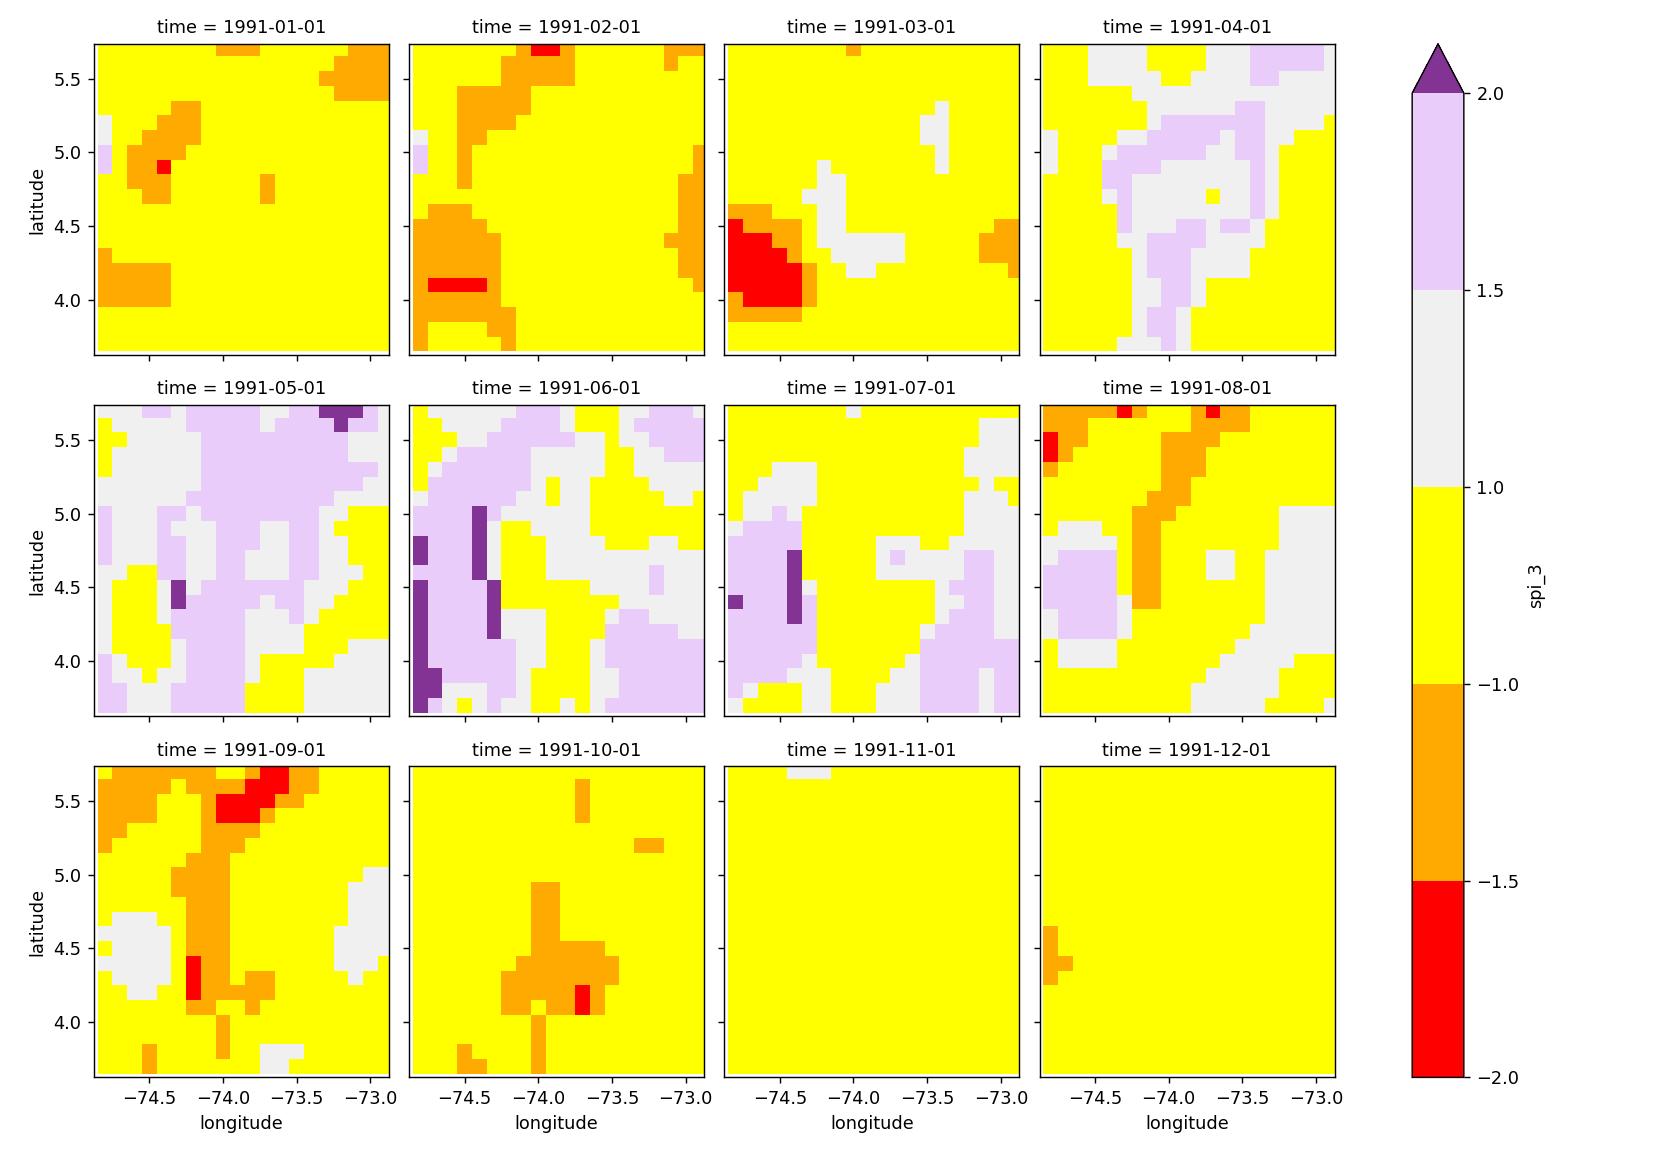 time = 1991-01-01
time = 1991-02-01
time = 1991-03-01
time = 1991-04-01
latitude
5.5
5.0
4.5
4.0
time = 1991-05-01
time = 1991-06-01
time = 1991-07-01
time = 1991-08-01
latitude
5.5
5.0
4.5
4.0
time = 1991-09-01
time = 1991-10-01
time = 1991-11-01
time = 1991-12-01
latitude
5.5
5.0
4.5
4.0
−74.5 −74.0 −73.5 −73.0
longitude
−74.5 −74.0 −73.5 −73.0
longitude
−74.5 −74.0 −73.5 −73.0
longitude
−74.5 −74.0 −73.5 −73.0
longitude
2.0
1.5
1.0
−1.0
−1.5
−2.0
spi_3